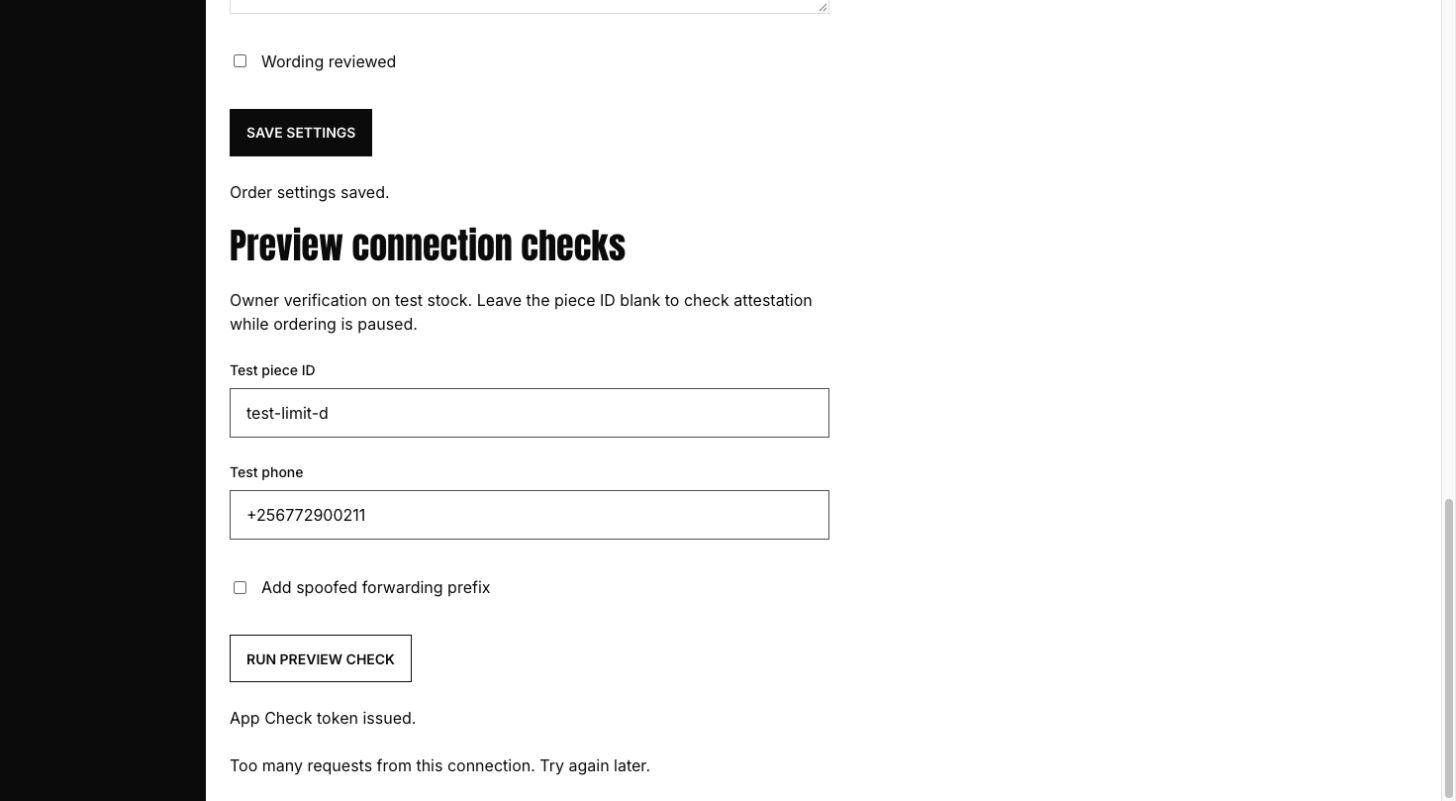 Wording reviewed
SAVE SETTINGS
Order settings saved.
Preview connection checks
Owner verification on test stock. Leave the piece ID blank to check attestation
while ordering is paused.
Test piece ID
test-limit-d
Test phone
+256772900211
Add spoofed forwarding prefix
RUN PREVIEW CHECK
App Check token issued.
Too many requests from this connection. Try again later.